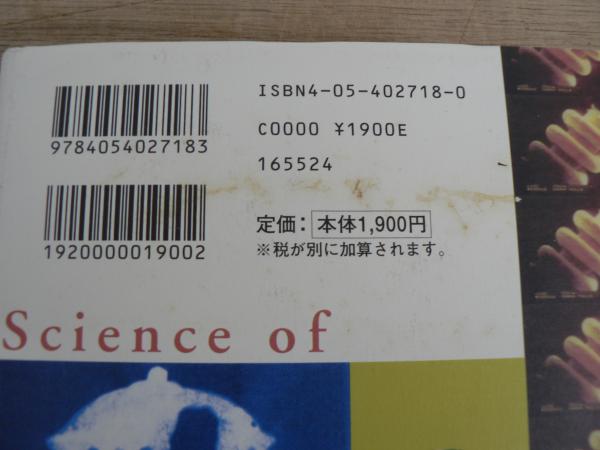 9784054027183
1920000019002
ISBN4-05-402718-0
C0000 ¥1900E
165524
定価：本体1,900円
※税が別に加算されます。
Science of